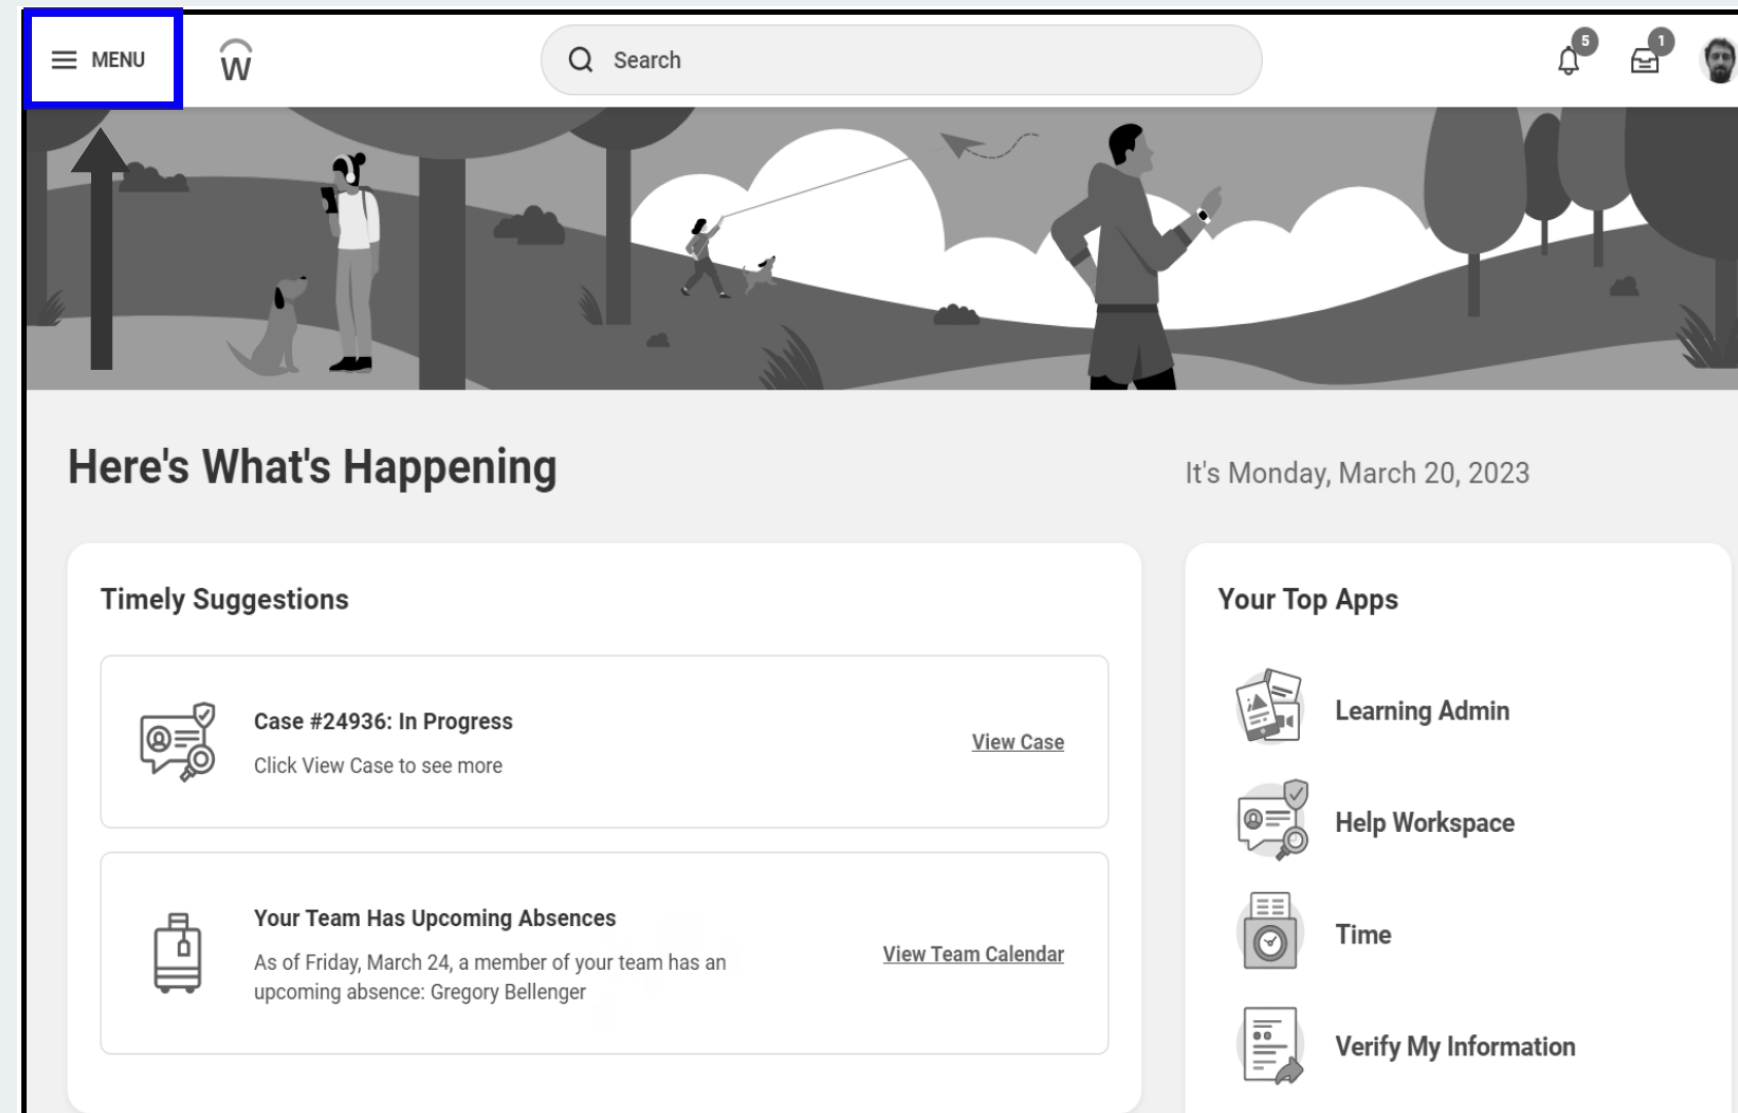 MENU
W
Search
5
1
Here's What's Happening
It's Monday, March 20, 2023
Timely Suggestions
Case #24936: In Progress
Click View Case to see more
View Case
Your Team Has Upcoming Absences
As of Friday, March 24, a member of your team has an
upcoming absence: Gregory Bellenger
View Team Calendar
Your Top Apps
Learning Admin
Help Workspace
Time
Verify My Information